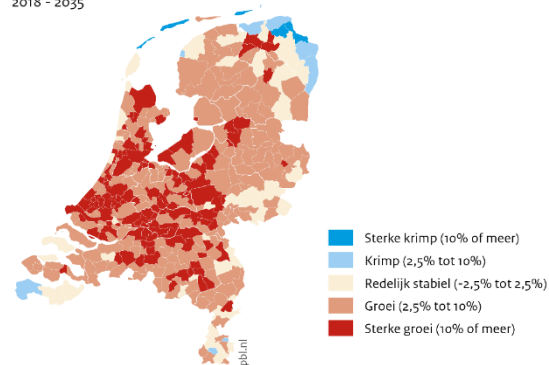 2018 - 2035
Sterke krimp (10% of meer)
Krimp (2,5% tot 10%)
Redelijk stabiel (-2,5% tot 2,5%)
Groei (2,5% tot 10%)
Sterke groei (10% of meer)
pbl.nl